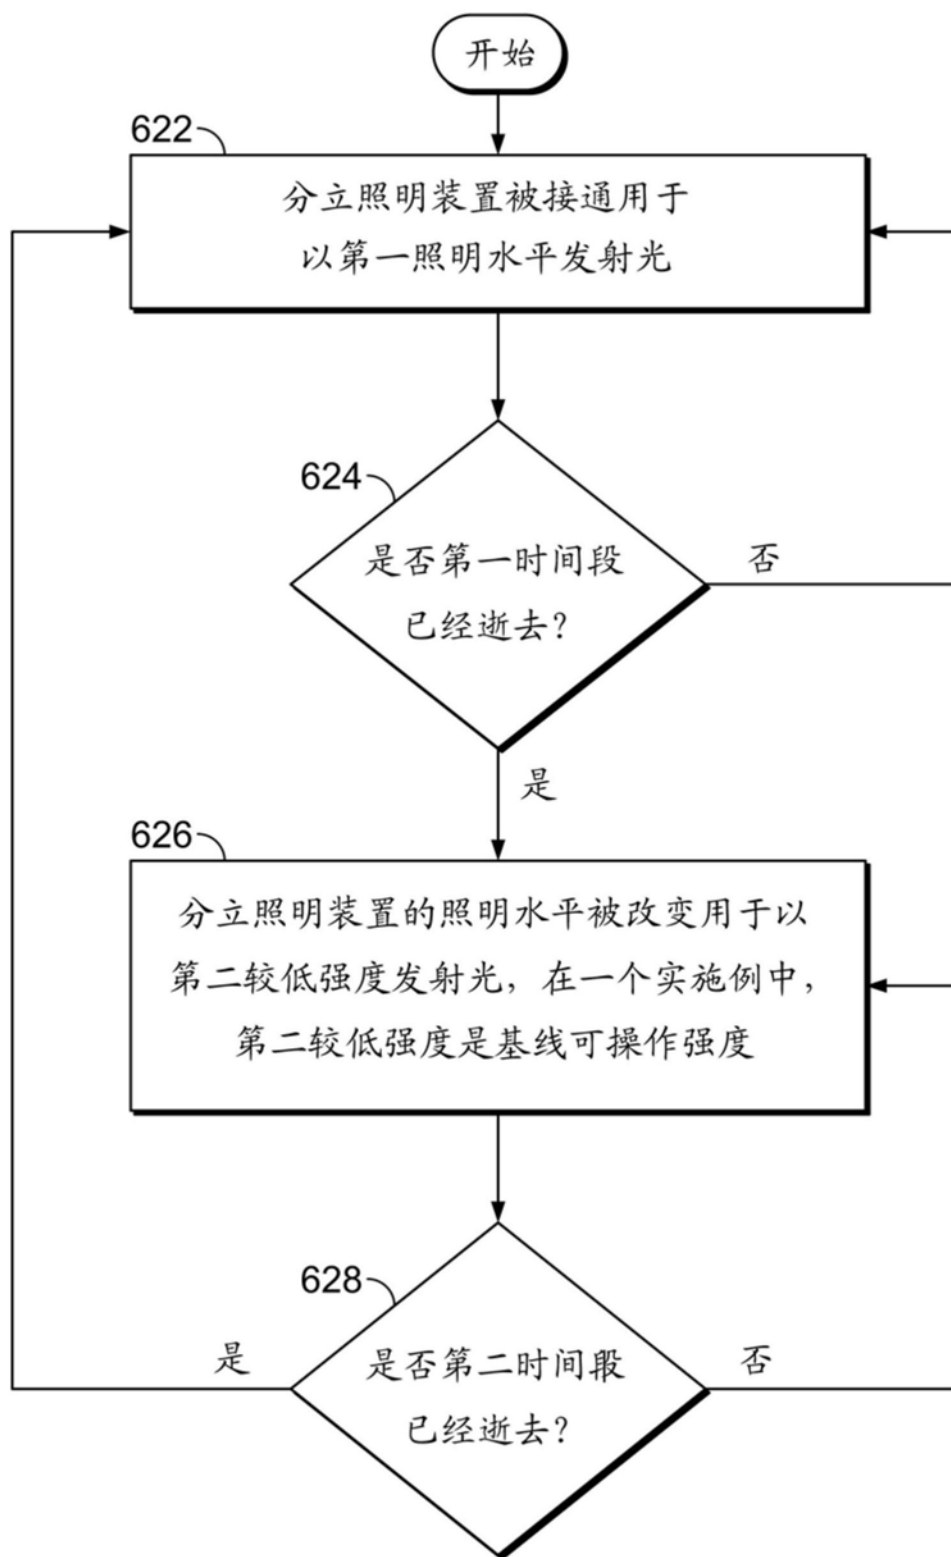 开始
622
分立照明装置被接通用于
以第一照明水平发射光
624
是否第一时间段
已经逝去?
否
是
626
分立照明装置的照明水平被改变用于以
第二较低强度发射光,在一个实施例中,
第二较低强度是基线可操作强度
628
是
是否第二时间段
已经逝去?
否